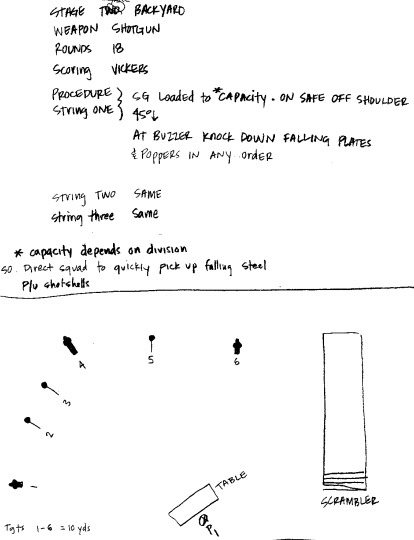 STAGE TWO BACKYARD
WEAPON SHOTGUN
ROUNDS 18
Scoring VICKERS
PROCEDURE } SG Loaded to *CAPACITY. ON SAFE OFF SHOULDER
String ONE } 45°↓
AT BUZZER KNOCK DOWN FALLING PLATES
& POPPERS IN ANY ORDER
String TWO SAME
String three Same
* capacity depends on division
SO. Direct squad to quickly pick up falling steel
P/U shotshells
4
5
6
3
2
1
TABLE
P1
SCRAMBLER
Tgts 1-6 = 10 yds